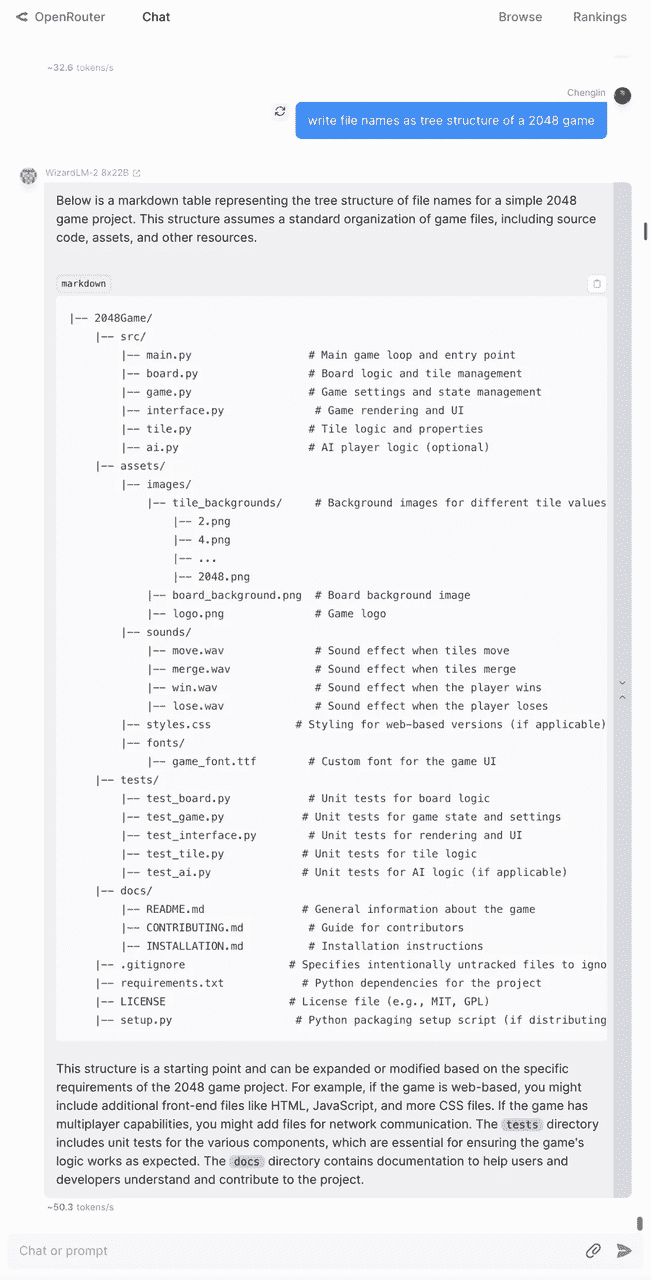 OpenRouter Chat Browse Rankings
~32.6 tokens/s
Chenglin
write file names as tree structure of a 2048 game
WizardLM-2 8x22B
Below is a markdown table representing the tree structure of file names for a simple 2048
game project. This structure assumes a standard organization of game files, including source
code, assets, and other resources.
markdown
|-- 2048Game/
    |-- src/
        |-- main.py                  # Main game loop and entry point
        |-- board.py                 # Board logic and tile management
        |-- game.py                  # Game settings and state management
        |-- interface.py              # Game rendering and UI
        |-- tile.py                  # Tile logic and properties
        |-- ai.py                    # AI player logic (optional)
    |-- assets/
        |-- images/
            |-- tile_backgrounds/     # Background images for different tile values
                |-- 2.png
                |-- 4.png
                |-- ...
                |-- 2048.png
            |-- board_background.png  # Board background image
            |-- logo.png              # Game logo
        |-- sounds/
            |-- move.wav              # Sound effect when tiles move
            |-- merge.wav             # Sound effect when tiles merge
            |-- win.wav               # Sound effect when the player wins
            |-- lose.wav              # Sound effect when the player loses
        |-- styles.css             # Styling for web-based versions (if applicable)
        |-- fonts/
            |-- game_font.ttf        # Custom font for the game UI
    |-- tests/
        |-- test_board.py            # Unit tests for board logic
        |-- test_game.py            # Unit tests for game state and settings
        |-- test_interface.py        # Unit tests for rendering and UI
        |-- test_tile.py            # Unit tests for tile logic
        |-- test_ai.py              # Unit tests for AI logic (if applicable)
    |-- docs/
        |-- README.md               # General information about the game
        |-- CONTRIBUTING.md          # Guide for contributors
        |-- INSTALLATION.md          # Installation instructions
    |-- .gitignore                # Specifies intentionally untracked files to igno
    |-- requirements.txt            # Python dependencies for the project
    |-- LICENSE                   # License file (e.g., MIT, GPL)
    |-- setup.py                   # Python packaging setup script (if distributing
This structure is a starting point and can be expanded or modified based on the specific
requirements of the 2048 game project. For example, if the game is web-based, you might
include additional front-end files like HTML, JavaScript, and more CSS files. If the game has
multiplayer capabilities, you might add files for network communication. The tests directory
includes unit tests for the various components, which are essential for ensuring the game's
logic works as expected. The docs directory contains documentation to help users and
developers understand and contribute to the project.
~50.3 tokens/s
Chat or prompt